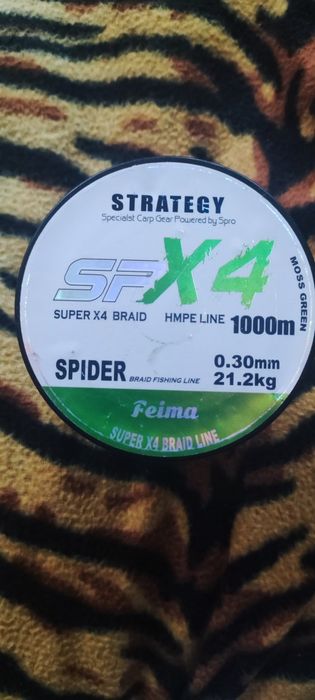 STRATEGY
Specialist Carp Gear Powered by Spro
SFX4
MOSS GREEN
SUPER X4 BRAID HMPE LINE 1000m
SPIDER BRAID FISHING LINE
0.30mm
21.2kg
Feima
SUPER X4 BRAID LINE